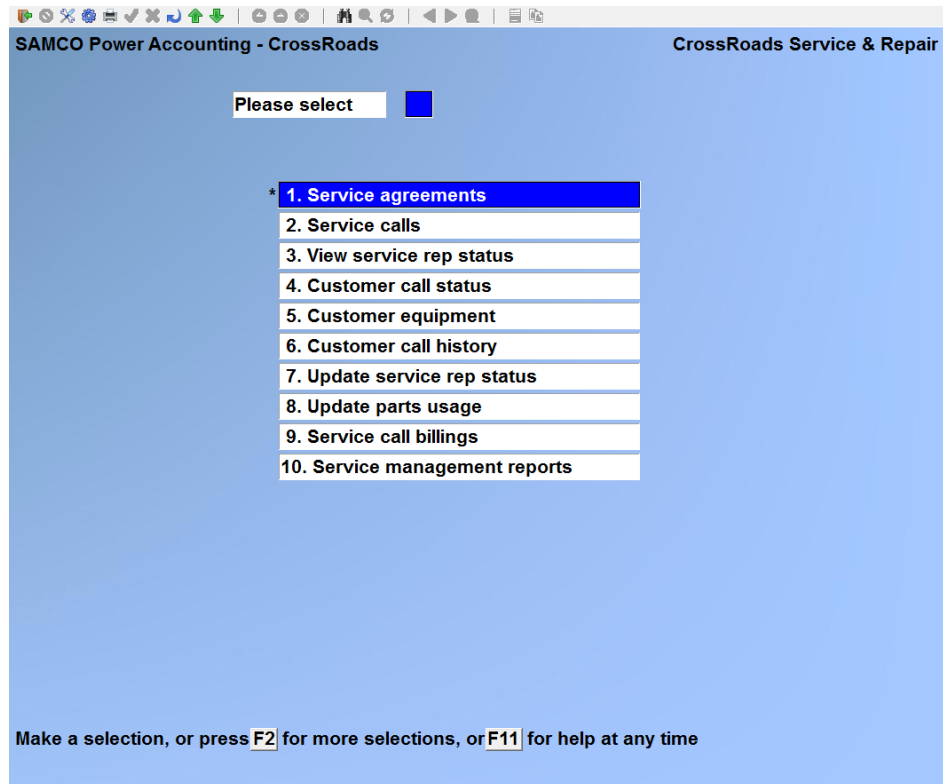 SAMCO Power Accounting - CrossRoads CrossRoads Service & Repair
Please select
* 1. Service agreements
2. Service calls
3. View service rep status
4. Customer call status
5. Customer equipment
6. Customer call history
7. Update service rep status
8. Update parts usage
9. Service call billings
10. Service management reports
Make a selection, or press F2 for more selections, or F11 for help at any time